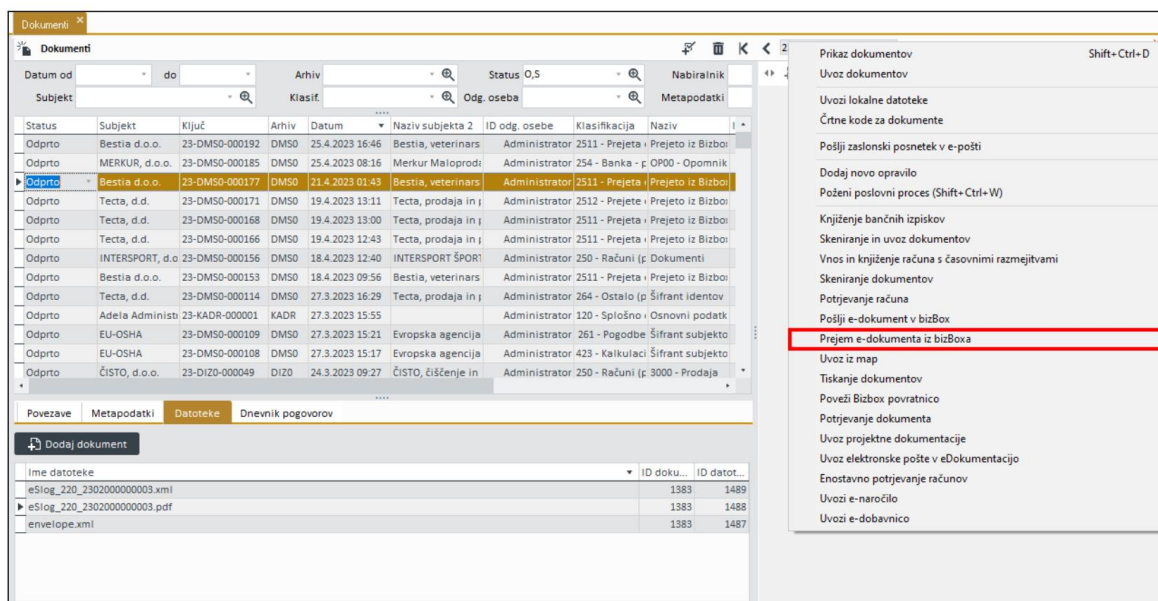 Dokumenti
Dokumenti
2
Datum od do Arhiv Status O,S Nabiralnik
Subjekt Klasif. Odg. oseba Metapodatki
Status Subjekt Ključ Arhiv Datum Naziv subjekta 2 ID odg. osebe Klasifikacija Naziv
Odprto Bestia d.o.o. 23-DMS0-000192 DMS0 25.4.2023 16:46 Bestia, veterinars Administrator 2511 - Prejeta Prejeto iz Bizbo
Odprto MERKUR, d.o.o. 23-DMS0-000185 DMS0 25.4.2023 08:16 Merkur Maloproda Administrator 254 - Banka - p OP00 - Opomnik
Odprto Bestia d.o.o. 23-DMS0-000177 DMS0 21.4.2023 01:43 Bestia, veterinars Administrator 2511 - Prejeta Prejeto iz Bizbo
Odprto Tecta, d.d. 23-DMS0-000171 DMS0 19.4.2023 13:11 Tecta, prodaja in Administrator 2512 - Prejete Prejeto iz Bizbo
Odprto Tecta, d.d. 23-DMS0-000168 DMS0 19.4.2023 13:00 Tecta, prodaja in Administrator 2511 - Prejeta Prejeto iz Bizbo
Odprto Tecta, d.d. 23-DMS0-000166 DMS0 19.4.2023 12:43 Tecta, prodaja in Administrator 2511 - Prejeta Prejeto iz Bizbo
Odprto INTERSPORT, d.o 23-DMS0-000156 DMS0 18.4.2023 12:40 INTERSPORT ŠPORT Administrator 250 - Računi (p Dokumenti
Odprto Bestia d.o.o. 23-DMS0-000153 DMS0 18.4.2023 09:56 Bestia, veterinars Administrator 2511 - Prejeta Prejeto iz Bizbo
Odprto Tecta, d.d. 23-DMS0-000114 DMS0 27.3.2023 16:29 Tecta, prodaja in Administrator 264 - Ostalo (p Šifrant identov
Odprto Adela Administ 23-KADR-000001 KADR 27.3.2023 15:55 Administrator 120 - Splošno Osnovni podatk
Odprto EU-OSHA 23-DMS0-000109 DMS0 27.3.2023 15:21 Evropska agencija Administrator 261 - Pogodbe Šifrant subjekto
Odprto EU-OSHA 23-DMS0-000108 DMS0 27.3.2023 15:17 Evropska agencija Administrator 423 - Kalkulaci Šifrant subjekto
Odprto ČISTO, d.o.o. 23-DIZ0-000049 DIZ0 24.3.2023 09:27 ČISTO, čiščenje in Administrator 250 - Računi (p 3000 - Prodaja
Povezave Metapodatki Datoteke Dnevnik pogovorov
Dodaj dokument
Ime datoteke ID doku... ID datot...
eSlog_220_2302000000003.xml 1383 1489
eSlog_220_2302000000003.pdf 1383 1488
envelope.xml 1383 1487
Prikaz dokumentov Shift+Ctrl+D
Uvoz dokumentov
Uvozi lokalne datoteke
Črtne kode za dokumente
Pošlji zaslonski posnetek v e-pošti
Dodaj novo opravilo
Poženi poslovni proces (Shift+Ctrl+W)
Knjiženje bančnih izpiskov
Skeniranje in uvoz dokumentov
Vnos in knjiženje računa s časovnimi razmejitvami
Skeniranje dokumentov
Potrjevanje računa
Pošlji e-dokument v bizBox
Prejem e-dokumenta iz bizBoxa
Uvoz iz map
Tiskanje dokumentov
Poveži Bizbox povratnico
Potrjevanje dokumenta
Uvoz projektne dokumentacije
Uvoz elektronske pošte v eDokumentacijo
Enostavno potrjevanje računov
Uvozi e-naročilo
Uvozi e-dobavnico